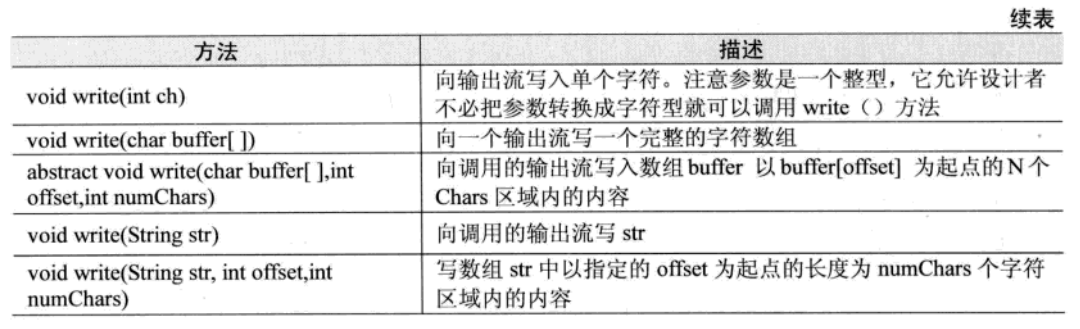 续表
方法 描述
void write(int ch) 向输出流写入单个字符。注意参数是一个整型，它允许设计者
不必把参数转换成字符型就可以调用 write（）方法
void write(char buffer[ ]) 向一个输出流写一个完整的字符数组
abstract void write(char buffer[ ],int
offset,int numChars)
向调用的输出流写入数组 buffer 以 buffer[offset] 为起点的 N 个
Chars 区域内的内容
void write(String str) 向调用的输出流写 str
void write(String str, int offset,int
numChars)
写数组 str 中以指定的 offset 为起点的长度为 numChars 个字符
区域内的内容